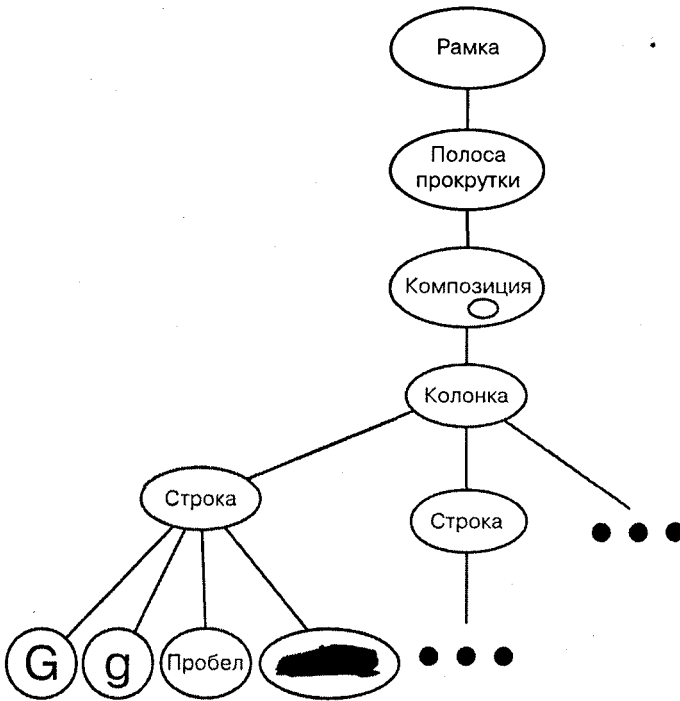 Рамка
Полоса
прокрутки
Композиция
Колонка
Строка
Строка
G
g
Пробел